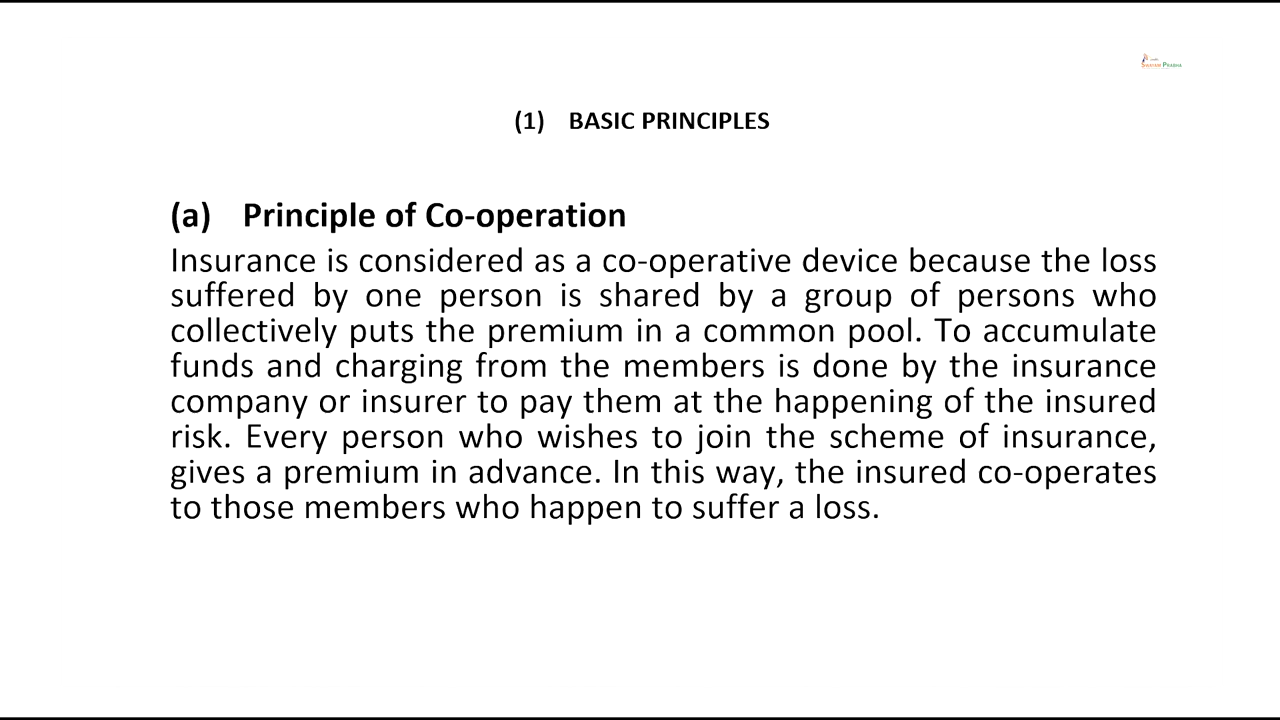 SWAYAM PRABHA
(1) BASIC PRINCIPLES
(a) Principle of Co-operation
Insurance is considered as a co-operative device because the loss
suffered by one person is shared by a group of persons who
collectively puts the premium in a common pool. To accumulate
funds and charging from the members is done by the insurance
company or insurer to pay them at the happening of the insured
risk. Every person who wishes to join the scheme of insurance,
gives a premium in advance. In this way, the insured co-operates
to those members who happen to suffer a loss.